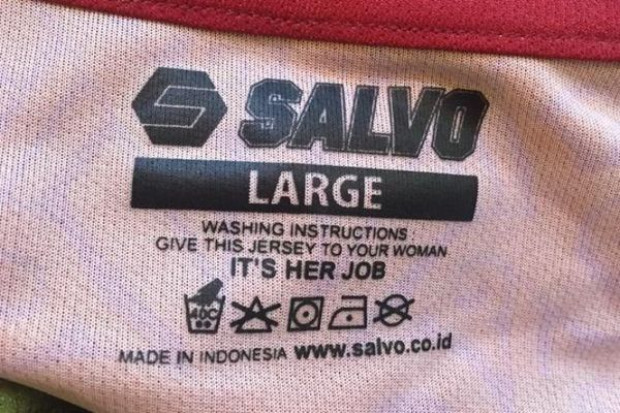 SALVO
LARGE
WASHING INSTRUCTIONS :
GIVE THIS JERSEY TO YOUR WOMAN
IT'S HER JOB
40C
MADE IN INDONESIA www.salvo.co.id